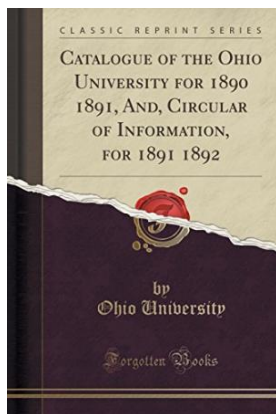 CLASSIC REPRINT SERIES
CATALOGUE OF THE OHIO
UNIVERSITY FOR 1890
1891, AND, CIRCULAR
OF INFORMATION,
FOR 1891 1892
by
Ohio University
Forgotten Books